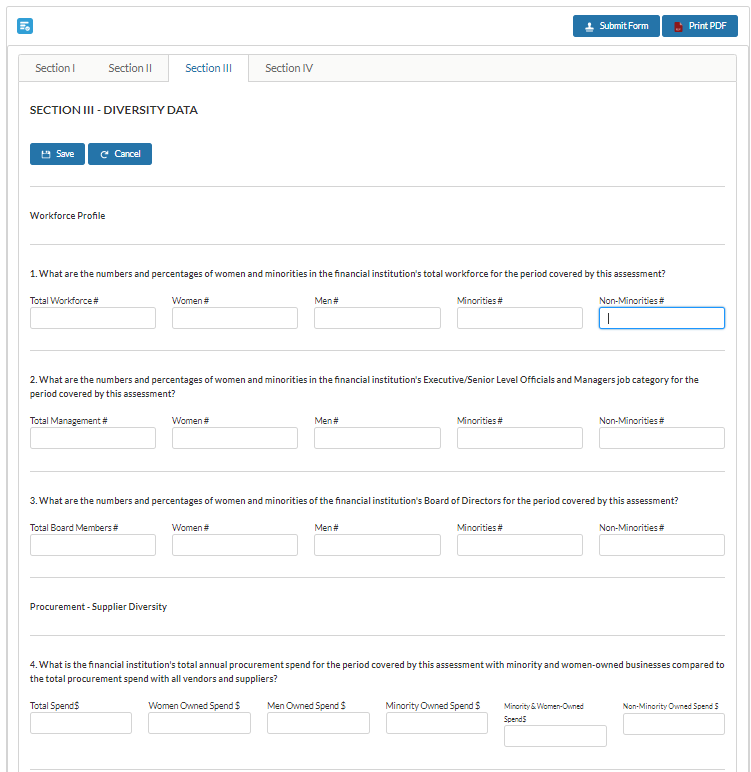 Submit Form
Print PDF
Section I
Section II
Section III
Section IV
SECTION III - DIVERSITY DATA
Save
Cancel
Workforce Profile
1. What are the numbers and percentages of women and minorities in the financial institution's total workforce for the period covered by this assessment?
Total Workforce #
Women #
Men #
Minorities #
Non-Minorities #
2. What are the numbers and percentages of women and minorities in the financial institution's Executive/Senior Level Officials and Managers job category for the
period covered by this assessment?
Total Management #
Women #
Men #
Minorities #
Non-Minorities #
3. What are the numbers and percentages of women and minorities of the financial institution's Board of Directors for the period covered by this assessment?
Total Board Members #
Women #
Men #
Minorities #
Non-Minorities #
Procurement - Supplier Diversity
4. What is the financial institution's total annual procurement spend for the period covered by this assessment with minority and women-owned businesses compared to
the total procurement spend with all vendors and suppliers?
Total Spend$
Women Owned Spend $
Men Owned Spend $
Minority Owned Spend $
Minority & Women-Owned
Spend$
Non-Minority Owned Spend $